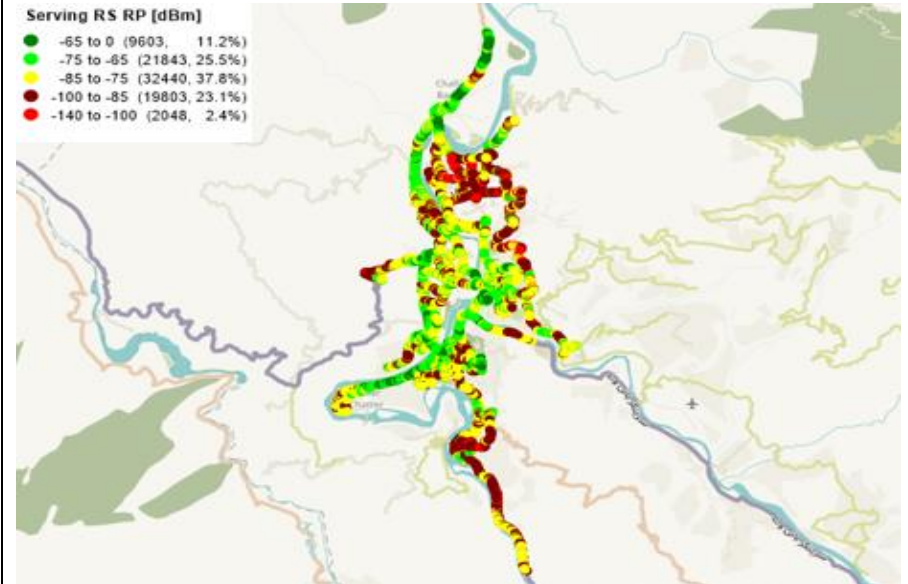 Serving RS RP [dBm]
-65 to 0 (9603, 11.2%)
-75 to -65 (21843, 25.5%)
-85 to -75 (32440, 37.8%)
-100 to -85 (19803, 23.1%)
-140 to -100 (2048, 2.4%)